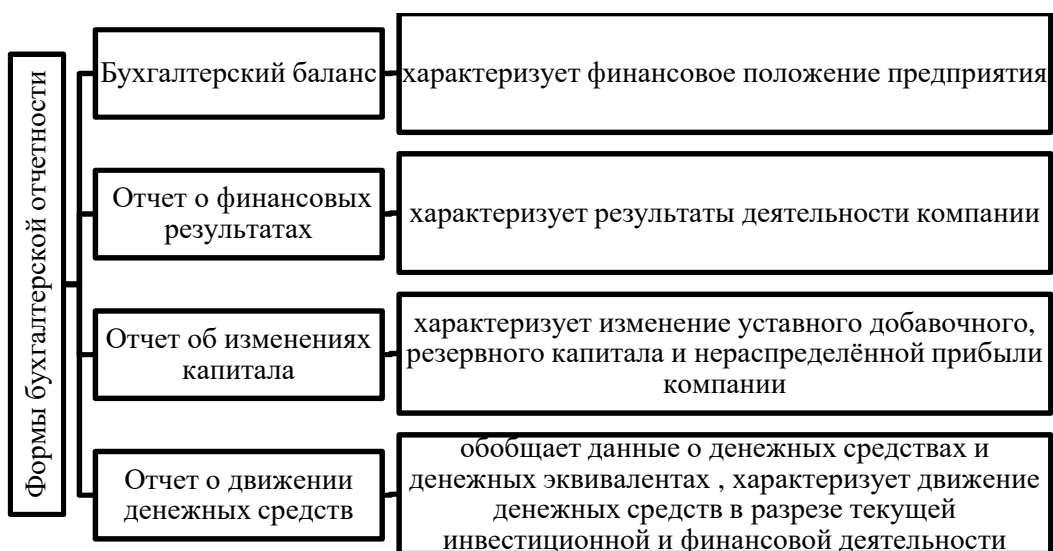 Формы бухгалтерской отчетности
Бухгалтерский баланс
характеризует финансовое положение предприятия
Отчет о финансовых
результатах
характеризует результаты деятельности компании
Отчет об изменениях
капитала
характеризует изменение уставного добавочного,
резервного капитала и нераспределённой прибыли
компании
Отчет о движении
денежных средств
обобщает данные о денежных средствах и
денежных эквивалентах , характеризует движение
денежных средств в разрезе текущей
инвестиционной и финансовой деятельности